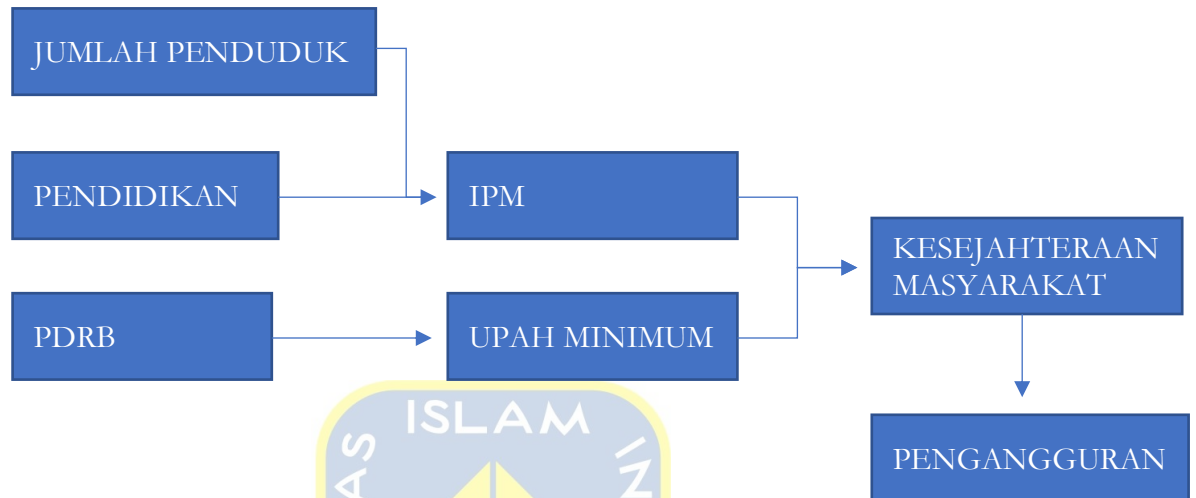 JUMLAH PENDUDUK
PENDIDIKAN
IPM
KESEJAHTERAAN
MASYARAKAT
PDRB
UPAH MINIMUM
ISLAM
PENGANGGURAN